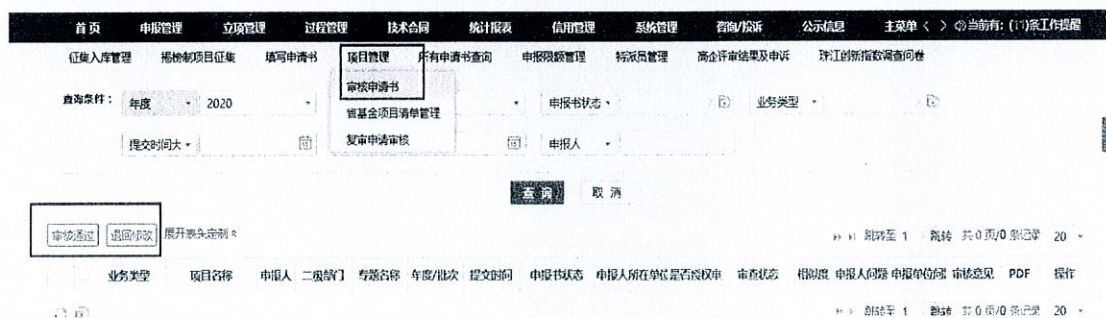 首页 申报管理 立项管理 过程管理 技术合同 统计报表 信用管理 系统管理 咨询/投诉 公示信息 主菜单 < > 当前有: (11)条工作提醒
征集入库管理 揭榜制项目征集 填写申请书 项目管理 所有申请书查询 申报限额管理 特派员管理 高企评审结果及申诉 珠江创新指数调查问卷
审核申请书
查询条件: 年度 2020 申报书状态 业务类型
省基金项目清单管理
提交时间大 复审申请审核 申报人
查询 取消
审核通过 退回修改 展开表头定制 跳转至 1 跳转 共 0 页/0 条记录 20
业务类型 项目名称 申报人 二级部门 专题名称 年度/批次 提交时间 申报书状态 申报人所在单位是否授权审 审查状态 相似度 申报人问题 申报单位问 审核意见 PDF 操作
跳转至 1 跳转 共 0 页/0 条记录 20